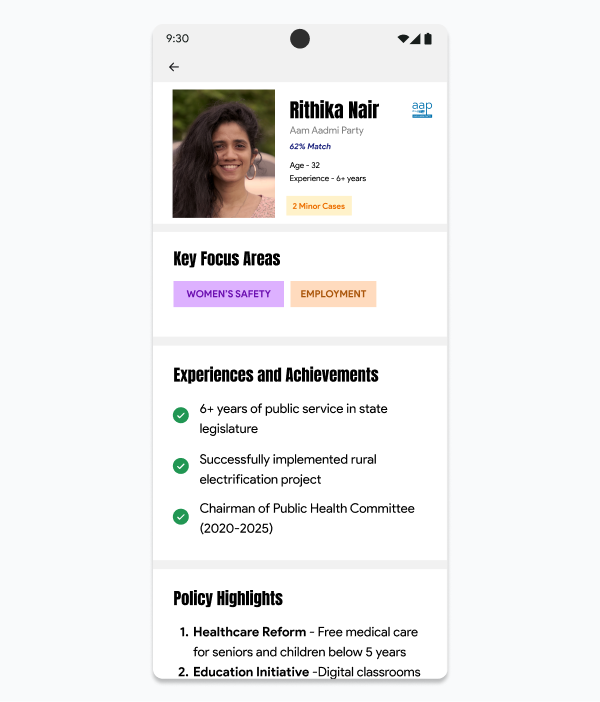 9:30
Rithika Nair
aap
Aam Aadmi Party
62% Match
Age - 32
Experience - 6+ years
2 Minor Cases
Key Focus Areas
WOMEN'S SAFETY
EMPLOYMENT
Experiences and Achievements
6+ years of public service in state
legislature
Successfully implemented rural
electrification project
Chairman of Public Health Committee
(2020-2025)
Policy Highlights
1. Healthcare Reform - Free medical care
for seniors and children below 5 years
2. Education Initiative -Digital classrooms